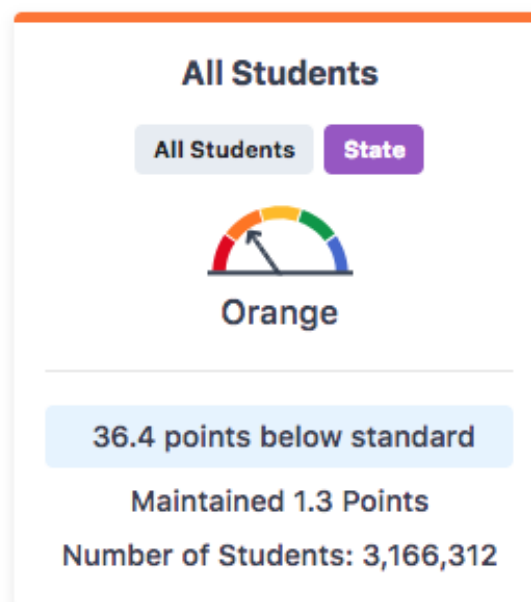 All Students
All Students State
Orange
36.4 points below standard
Maintained 1.3 Points
Number of Students: 3,166,312